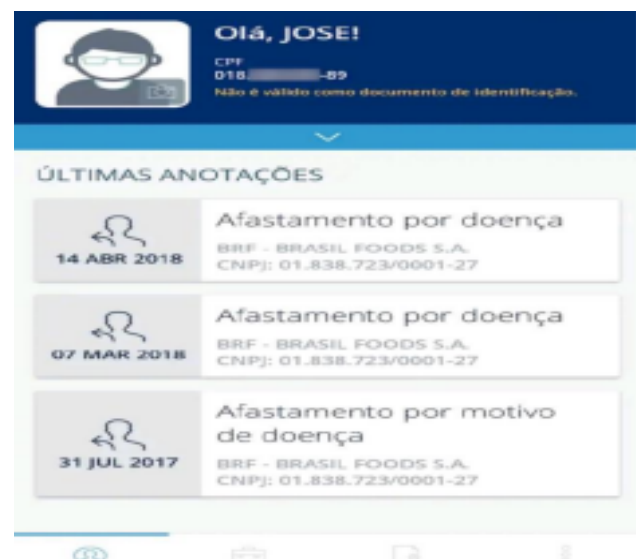 Olá, JOSE!
CPF
018. -89
Não é válido como documento de identificação.
ÚLTIMAS ANOTAÇÕES
Afastamento por doença
14 ABR 2018
BRF - BRASIL FOODS S.A.
CNPJ: 01.838.723/0001-27
Afastamento por doença
07 MAR 2018
BRF - BRASIL FOODS S.A.
CNPJ: 01.838.723/0001-27
Afastamento por motivo
de doença
31 JUL 2017
BRF - BRASIL FOODS S.A.
CNPJ: 01.838.723/0001-27